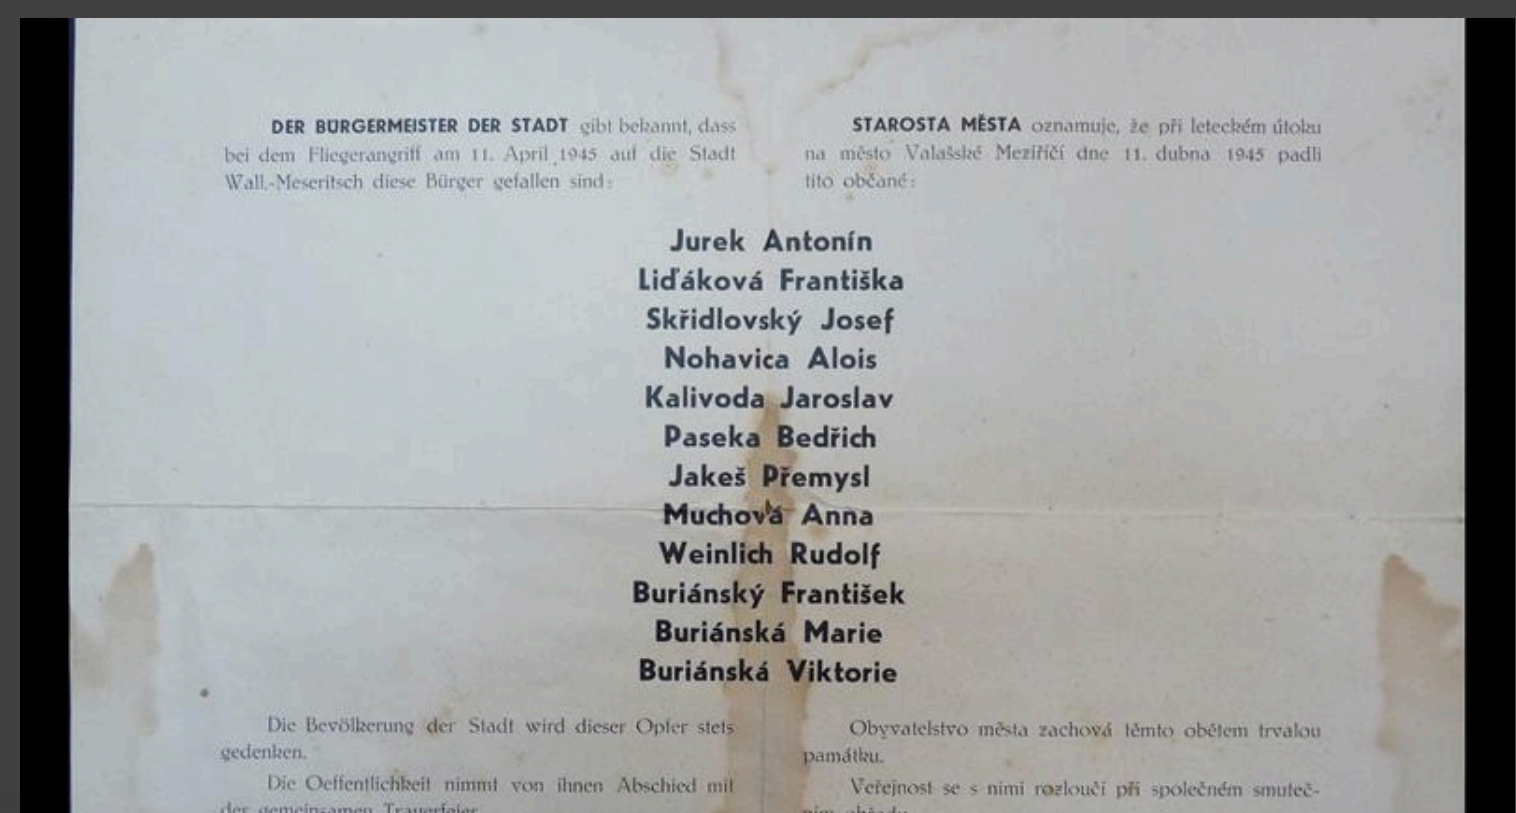 DER BÜRGERMEISTER DER STADT gibt bekannt, dass
bei dem Fliegerangriff am 11. April 1945 auf die Stadt
Wall.-Meseritsch diese Bürger gefallen sind:
STAROSTA MĚSTA oznamuje, že při leteckém útoku
na město Valašské Meziříčí dne 11. dubna 1945 padli
tito občané:
Jurek Antonín
Liďáková Františka
Skřidlovský Josef
Nohavica Alois
Kalivoda Jaroslav
Paseka Bedřich
Jakeš Přemysl
Muchová Anna
Weinlich Rudolf
Buriánský František
Buriánská Marie
Buriánská Viktorie
Die Bevölkerung der Stadt wird dieser Opfer stets
gedenken.
Die Oeffentlichkeit nimmt von ihnen Abschied mit
der gemeinsamen Trauerfeier
Obyvatelstvo města zachová těmto obětem trvalou
památku.
Veřejnost se s nimi rozloučí při společném smuteč-
ním obřadu